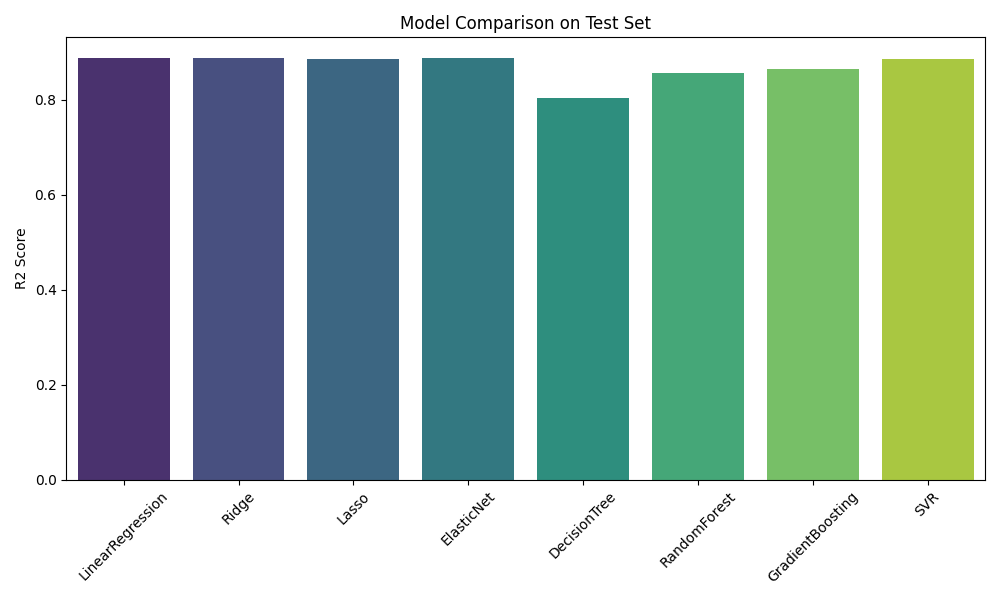 Model Comparison on Test Set
R2 Score
0.8
0.6
0.4
0.2
0.0
LinearRegression
Ridge
Lasso
ElasticNet
DecisionTree
RandomForest
GradientBoosting
SVR